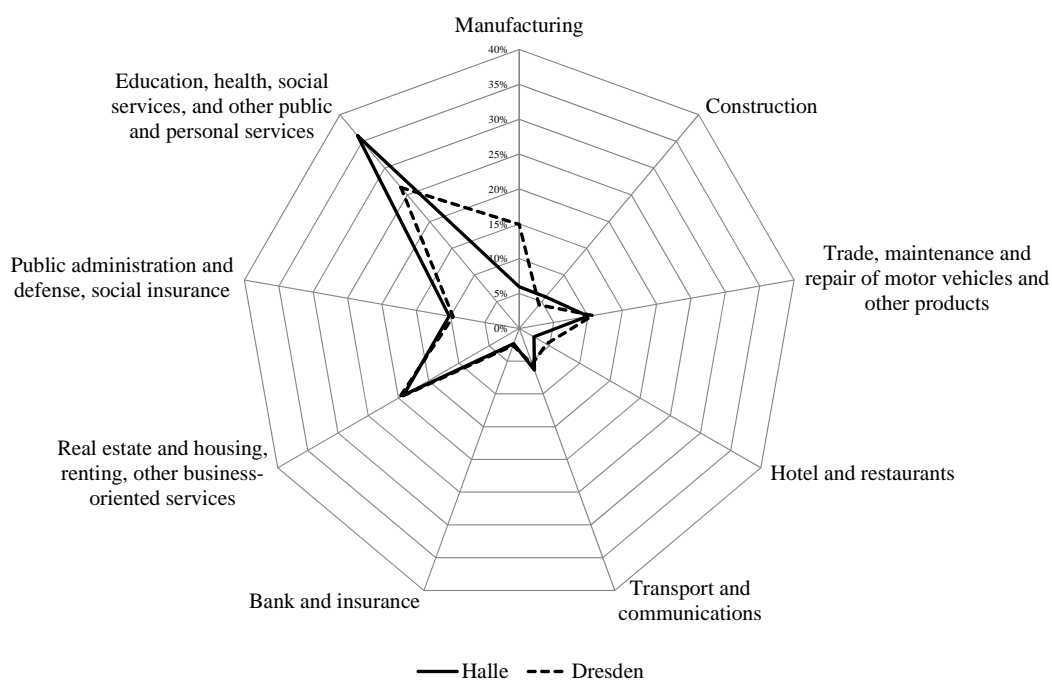 Manufacturing
40%
35%
30%
25%
20%
15%
10%
5%
0%
Construction
Trade, maintenance and
repair of motor vehicles and
other products
Hotel and restaurants
Transport and
communications
Bank and insurance
Real estate and housing,
renting, other business-
oriented services
Public administration and
defense, social insurance
Education, health, social
services, and other public
and personal services
Halle
Dresden